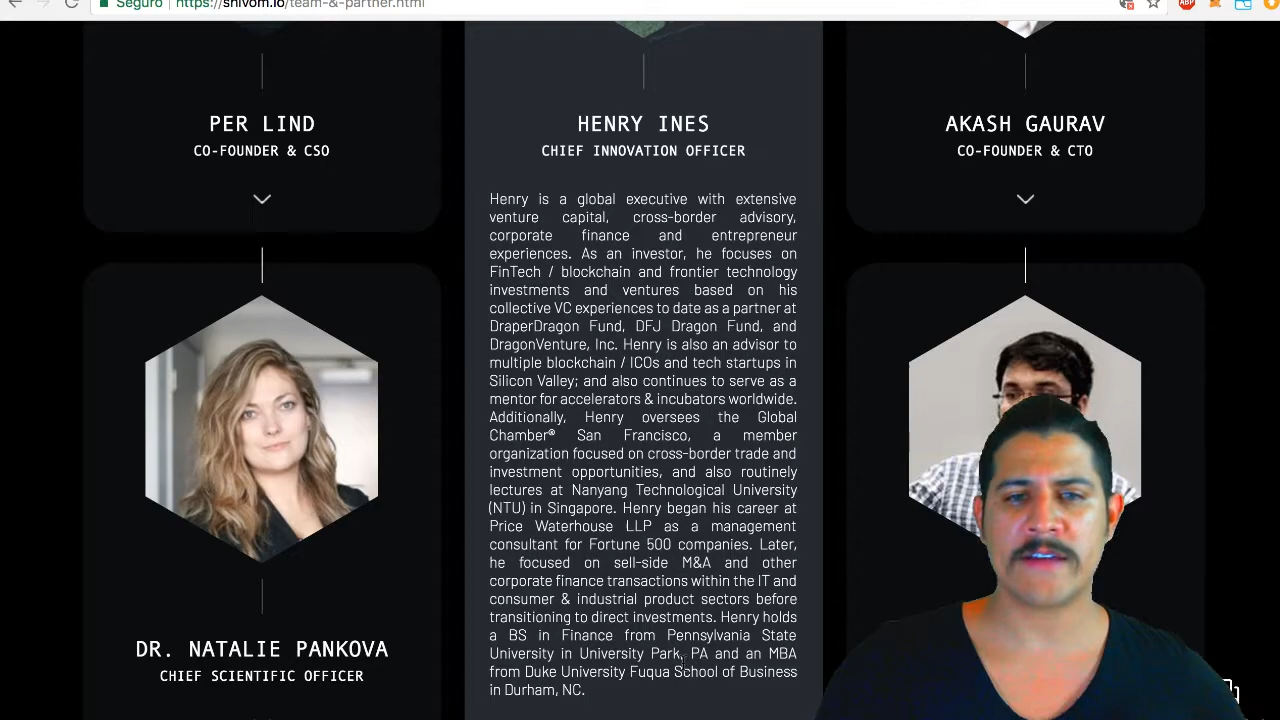 Seguro https://shivom.io/team-&-partner.html
ABP
PER LIND
CO-FOUNDER & CSO
HENRY INES
CHIEF INNOVATION OFFICER
AKASH GAURAV
CO-FOUNDER & CTO
Henry is a global executive with extensive
venture capital, cross-border advisory,
corporate finance and entrepreneur
experiences. As an investor, he focuses on
FinTech / blockchain and frontier technology
investments and ventures based on his
collective VC experiences to date as a partner at
DraperDragon Fund, DFJ Dragon Fund, and
DragonVenture, Inc. Henry is also an advisor to
multiple blockchain / ICOs and tech startups in
Silicon Valley; and also continues to serve as a
mentor for accelerators & incubators worldwide.
Additionally, Henry oversees the Global
Chamber® San Francisco, a member
organization focused on cross-border trade and
investment opportunities, and also routinely
lectures at Nanyang Technological University
(NTU) in Singapore. Henry began his career at
Price Waterhouse LLP as a management
consultant for Fortune 500 companies. Later,
he focused on sell-side M&A and other
corporate finance transactions within the IT and
consumer & industrial product sectors before
transitioning to direct investments. Henry holds
a BS in Finance from Pennsylvania State
University in University Park, PA and an MBA
from Duke University Fuqua School of Business
in Durham, NC.
DR. NATALIE PANKOVA
CHIEF SCIENTIFIC OFFICER